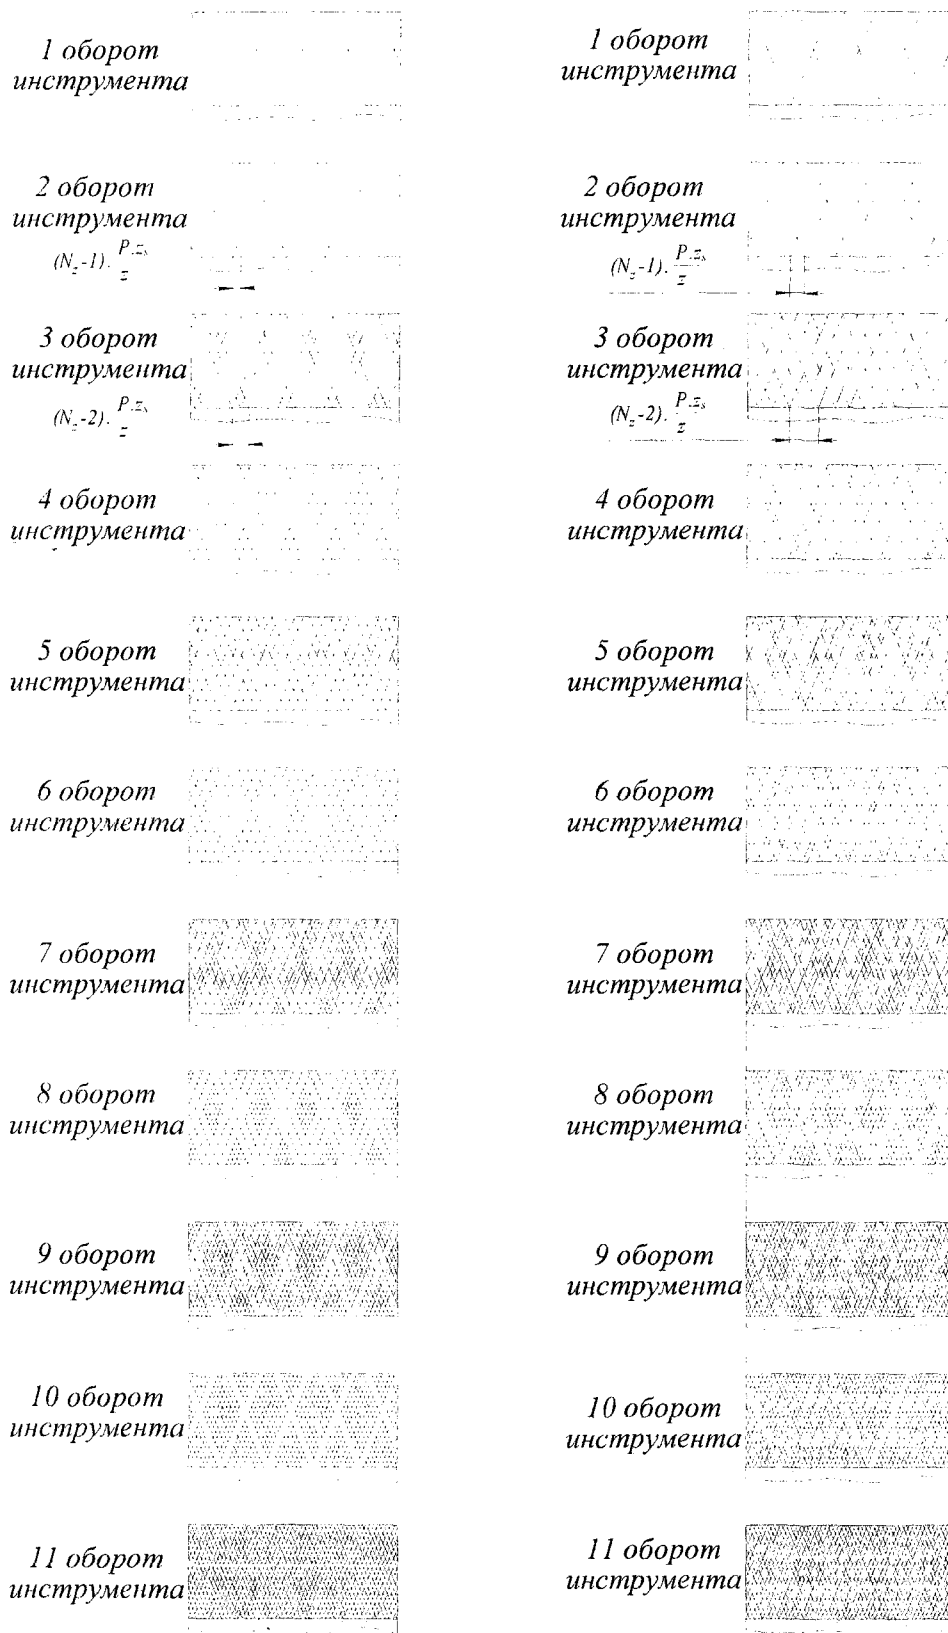 1 оборот
инструмента
2 оборот
инструмента
(N_z-1). P.z_s
z
3 оборот
инструмента
(N_z-2). P.z_s
z
4 оборот
инструмента
5 оборот
инструмента
6 оборот
инструмента
7 оборот
инструмента
8 оборот
инструмента
9 оборот
инструмента
10 оборот
инструмента
11 оборот
инструмента
1 оборот
инструмента
2 оборот
инструмента
(N_z-1). P.z_s
z
3 оборот
инструмента
(N_z-2). P.z_s
z
4 оборот
инструмента
5 оборот
инструмента
6 оборот
инструмента
7 оборот
инструмента
8 оборот
инструмента
9 оборот
инструмента
10 оборот
инструмента
11 оборот
инструмента